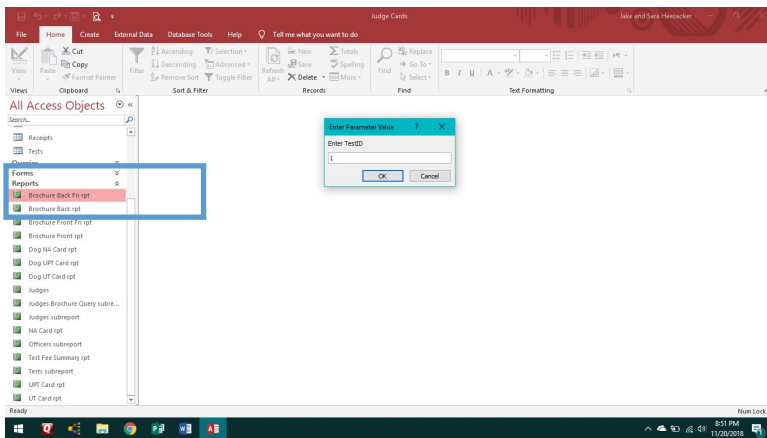 Judge Cards
Jake and Sara Heesacker
File Home Create External Data Database Tools Help Tell me what you want to do
View
Paste
Cut
Copy
Format Painter
Filter
Ascending
Descending
Remove Sort
Selection
Advanced
Toggle Filter
Refresh All
New
Save
Delete
Totals
Spelling
More
Find
Replace
Go To
Select
B I U A
Views Clipboard Sort & Filter Records Find Text Formatting
All Access Objects
Search...
Receipts
Tests
Queries
Forms
Reports
Brochure Back Fri rpt
Brochure Back rpt
Brochure Front Fri rpt
Brochure Front rpt
Dog NA Card rpt
Dog UPT Card rpt
Dog UT Card rpt
Judges
Judges Brochure Query subre...
Judges subreport
NA Card rpt
Officers subreport
Test Fee Summary rpt
Tests subreport
UPT Card rpt
UT Card rpt
Enter Parameter Value ? X
Enter TestID
1
OK Cancel
Ready
Num Lock
8:51 PM
11/20/2018